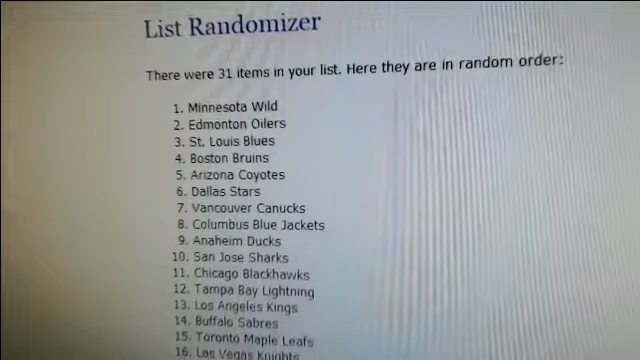 List Randomizer
There were 31 items in your list. Here they are in random order:
1. Minnesota Wild
2. Edmonton Oilers
3. St. Louis Blues
4. Boston Bruins
5. Arizona Coyotes
6. Dallas Stars
7. Vancouver Canucks
8. Columbus Blue Jackets
9. Anaheim Ducks
10. San Jose Sharks
11. Chicago Blackhawks
12. Tampa Bay Lightning
13. Los Angeles Kings
14. Buffalo Sabres
15. Toronto Maple Leafs
16. Las Vegas Knights